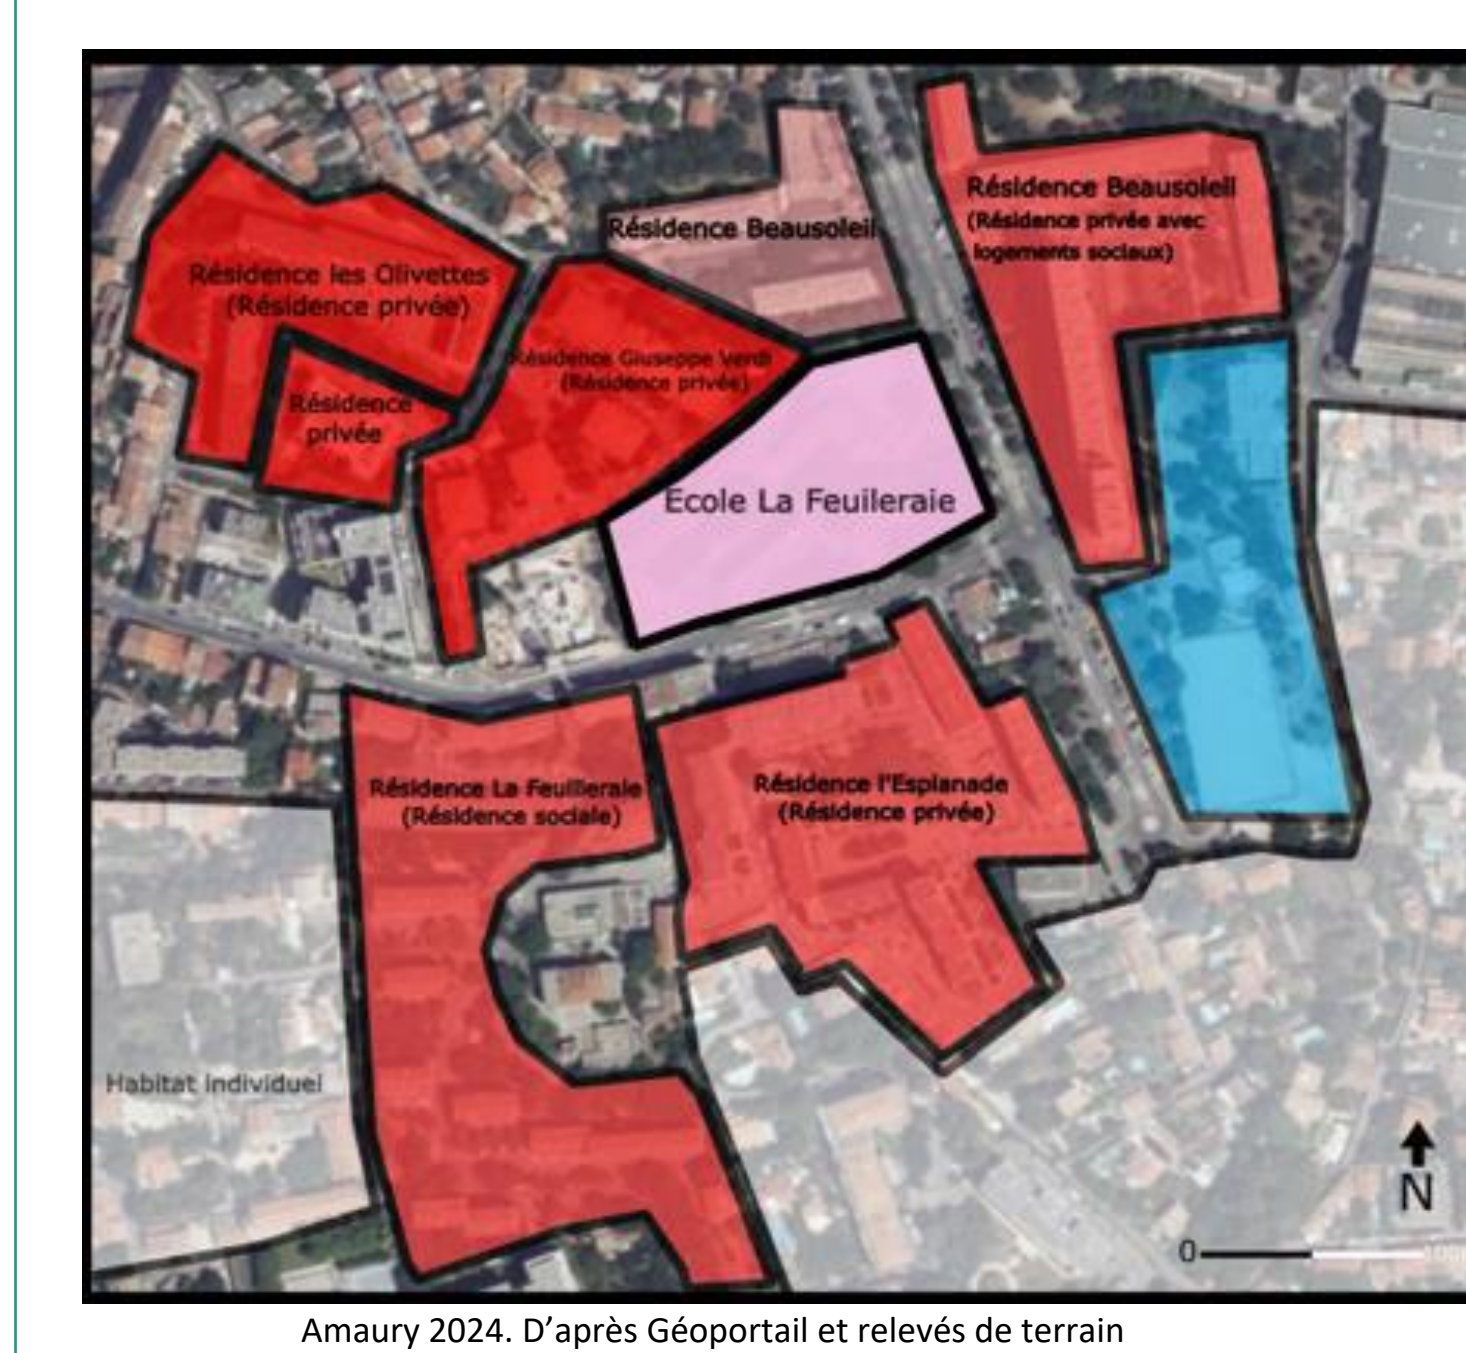 Résidence Beausoleil
(Résidence privée avec
logements sociaux)
Résidence Beausoleil
Résidence les Olivettes
(Résidence privée)
Résidence Giuseppe Verdi
(Résidence privée)
Résidence
privée
Ecole La Feuileraie
Résidence La Feuilleraie
(Résidence sociale)
Résidence l'Esplanade
(Résidence privée)
Habitat individuel
N
0
Amaury 2024. D’après Géoportail et relevés de terrain